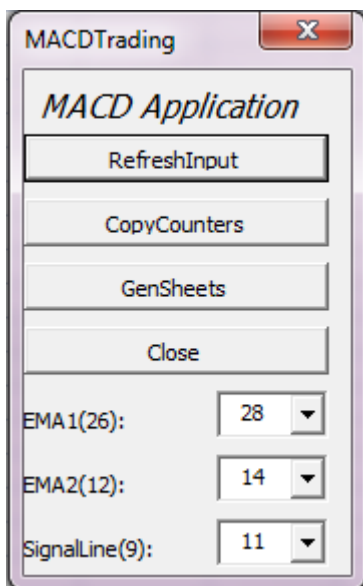 MACDTrading
MACD Application
RefreshInput
CopyCounters
GenSheets
Close
EMA1(26): 28
EMA2(12): 14
SignalLine(9): 11